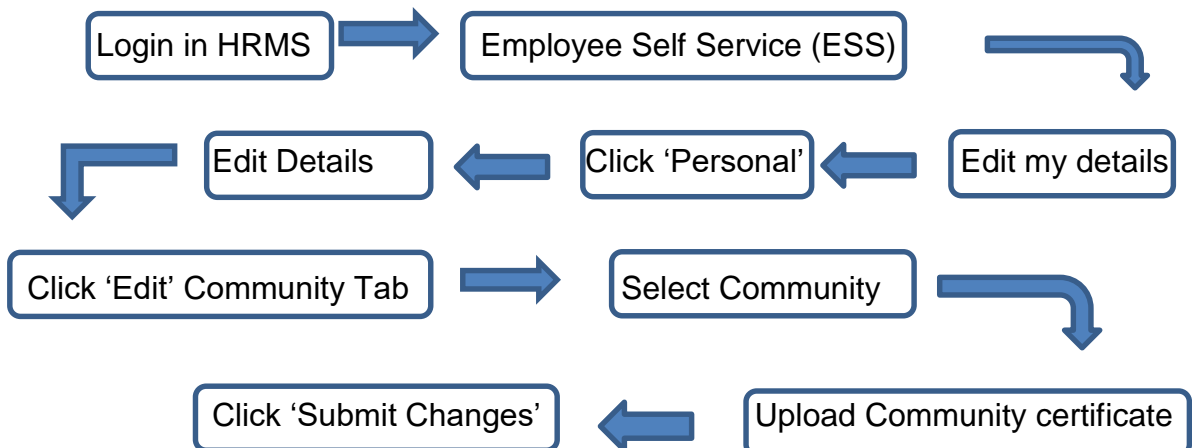 Login in HRMS
Employee Self Service (ESS)
Edit my details
Click ‘Personal’
Edit Details
Click ‘Edit’ Community Tab
Select Community
Upload Community certificate
Click ‘Submit Changes’